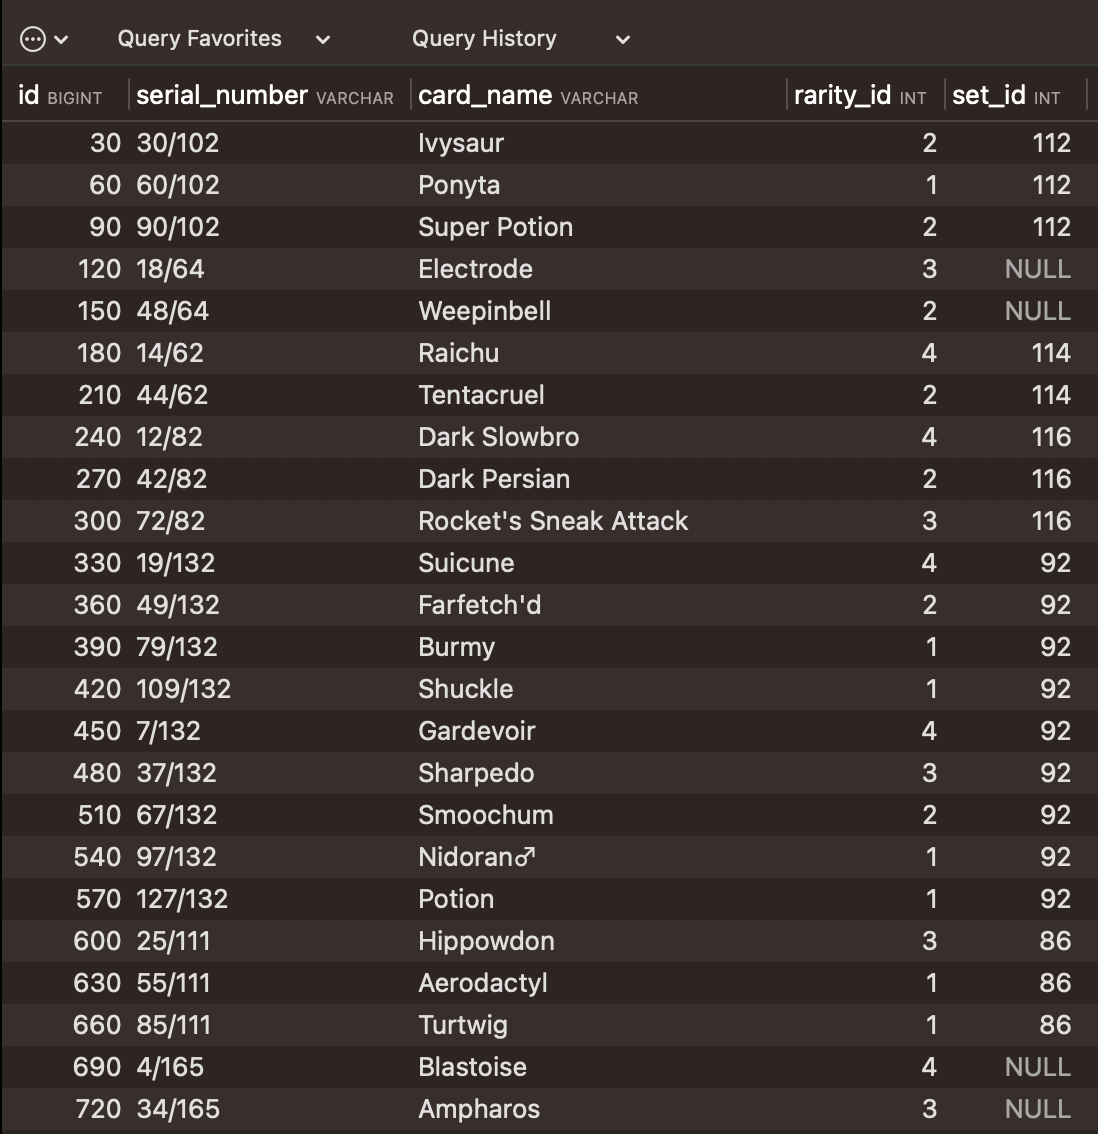 Query Favorites Query History
id BIGINT serial_number VARCHAR card_name VARCHAR rarity_id INT set_id INT
30 30/102 Ivysaur 2 112
60 60/102 Ponyta 1 112
90 90/102 Super Potion 2 112
120 18/64 Electrode 3 NULL
150 48/64 Weepinbell 2 NULL
180 14/62 Raichu 4 114
210 44/62 Tentacruel 2 114
240 12/82 Dark Slowbro 4 116
270 42/82 Dark Persian 2 116
300 72/82 Rocket's Sneak Attack 3 116
330 19/132 Suicune 4 92
360 49/132 Farfetch'd 2 92
390 79/132 Burmy 1 92
420 109/132 Shuckle 1 92
450 7/132 Gardevoir 4 92
480 37/132 Sharpedo 3 92
510 67/132 Smoochum 2 92
540 97/132 Nidoran♂ 1 92
570 127/132 Potion 1 92
600 25/111 Hippowdon 3 86
630 55/111 Aerodactyl 1 86
660 85/111 Turtwig 1 86
690 4/165 Blastoise 4 NULL
720 34/165 Ampharos 3 NULL